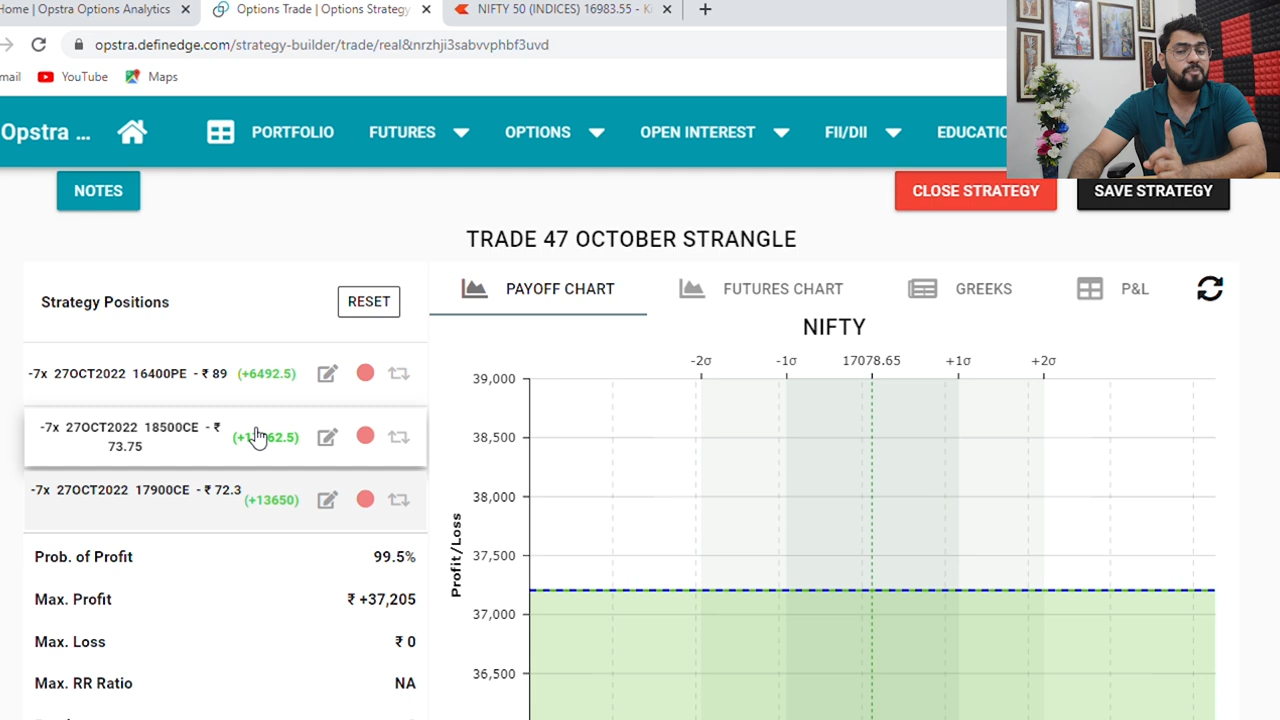 Home | Opstra Options Analytics
Options Trade | Options Strategy
NIFTY 50 (INDICES) 16983.55 - Ki
opstra.definedge.com/strategy-builder/trade/real&nrzhji3sabvvphbf3uvd
mail
YouTube
Maps
Opstra ...
PORTFOLIO
FUTURES
OPTIONS
OPEN INTEREST
FII/DII
EDUCATIO
NOTES
CLOSE STRATEGY
SAVE STRATEGY
TRADE 47 OCTOBER STRANGLE
Strategy Positions
RESET
PAYOFF CHART
FUTURES CHART
GREEKS
P&L
-7x 27OCT2022 16400PE - ₹ 89 (+6492.5)
-7x 27OCT2022 18500CE - ₹
73.75
-7x 27OCT2022 17900CE - ₹ 72.3
(+13650)
Prob. of Profit 99.5%
Max. Profit ₹ +37,205
Max. Loss ₹ 0
Max. RR Ratio NA
NIFTY
-2σ -1σ 17078.65 +1σ +2σ
39,000
38,500
38,000
37,500
37,000
36,500
Profit/Loss